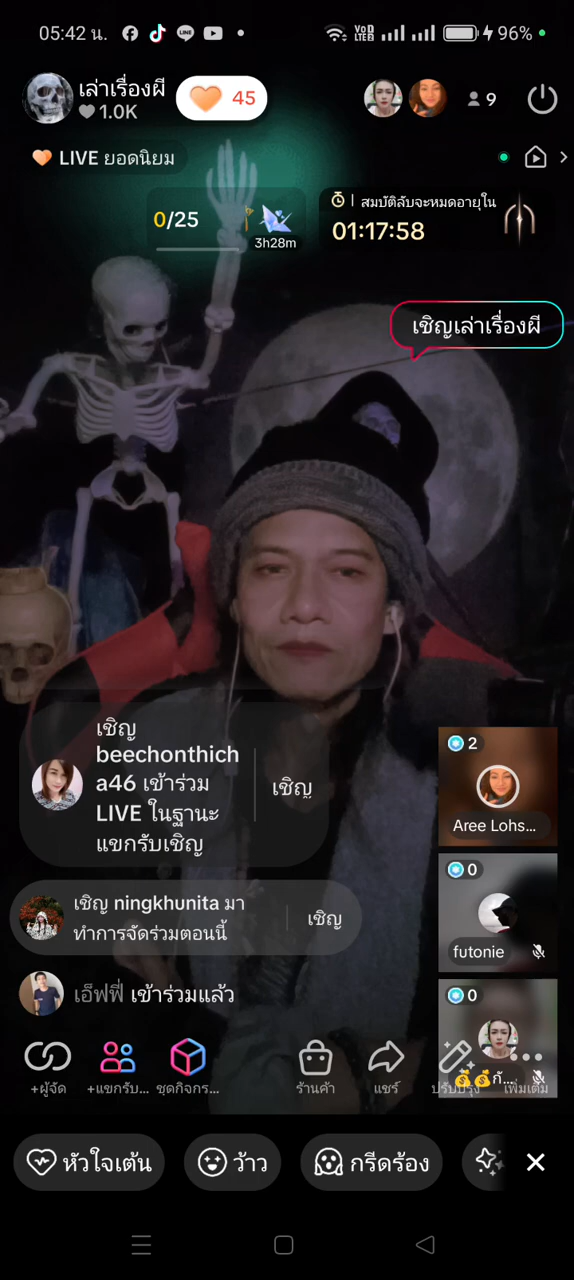 05:42 น.
VoD
LTE2
96%
เล่าเรื่องผี
1.0K
45
9
LIVE ยอดนิยม
0/25
3h28m
สมบัติลับจะหมดอายุใน
01:17:58
เชิญเล่าเรื่องผี
เชิญ
beechonthich
a46 เข้าร่วม
LIVE ในฐานะ
แขกรับเชิญ
เชิญ
2
Aree Lohs...
เชิญ ningkhunita มา
ทำการจัดร่วมตอนนี้
เชิญ
0
futonie
เอ็ฟฟี่ เข้าร่วมแล้ว
0
💰💰กั...
+ผู้จัด
+แขกรับ...
ชุดกิจกร...
ร้านค้า
แชร์
ปรับปรุง
เพิ่มเติม
หัวใจเต้น
ว้าว
กรีดร้อง